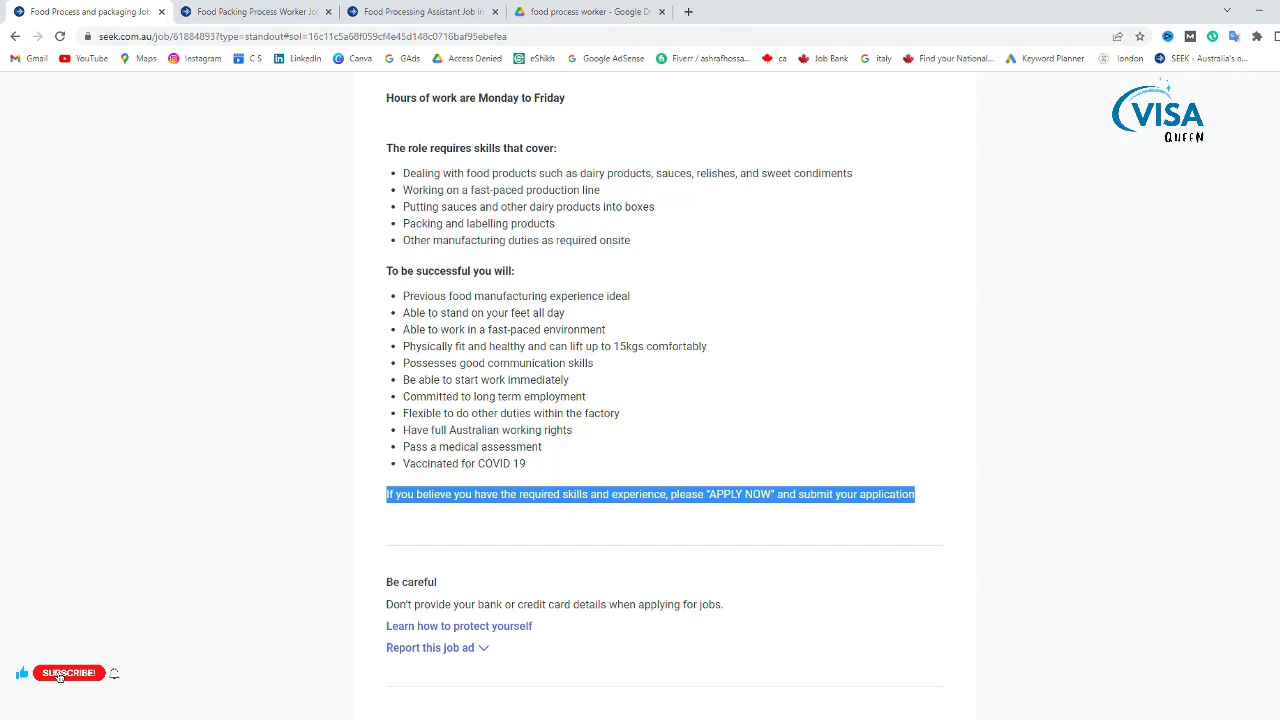 Food Process and packaging Job
Food Packing Process Worker Job
Food Processing Assistant Job in
food process worker - Google D
seek.com.au/job/61884893?type=standout#sol=16c11c5a68f059cf4e45d148c0716baf95ebefea
Gmail
YouTube
Maps
Instagram
C S
LinkedIn
Canva
GAds
Access Denied
eShikh
Google AdSense
Fiverr / ashrafhossa...
ca
Job Bank
italy
Find your National...
Keyword Planner
london
SEEK - Australia's n...
VISA
QUEEN
Hours of work are Monday to Friday
The role requires skills that cover:
Dealing with food products such as dairy products, sauces, relishes, and sweet condiments
Working on a fast-paced production line
Putting sauces and other dairy products into boxes
Packing and labelling products
Other manufacturing duties as required onsite
To be successful you will:
Previous food manufacturing experience ideal
Able to stand on your feet all day
Able to work in a fast-paced environment
Physically fit and healthy and can lift up to 15kgs comfortably
Possesses good communication skills
Be able to start work immediately
Committed to long term employment
Flexible to do other duties within the factory
Have full Australian working rights
Pass a medical assessment
Vaccinated for COVID 19
If you believe you have the required skills and experience, please “APPLY NOW” and submit your application
Be careful
Don't provide your bank or credit card details when applying for jobs.
Learn how to protect yourself
Report this job ad
SUBSCRIBE!